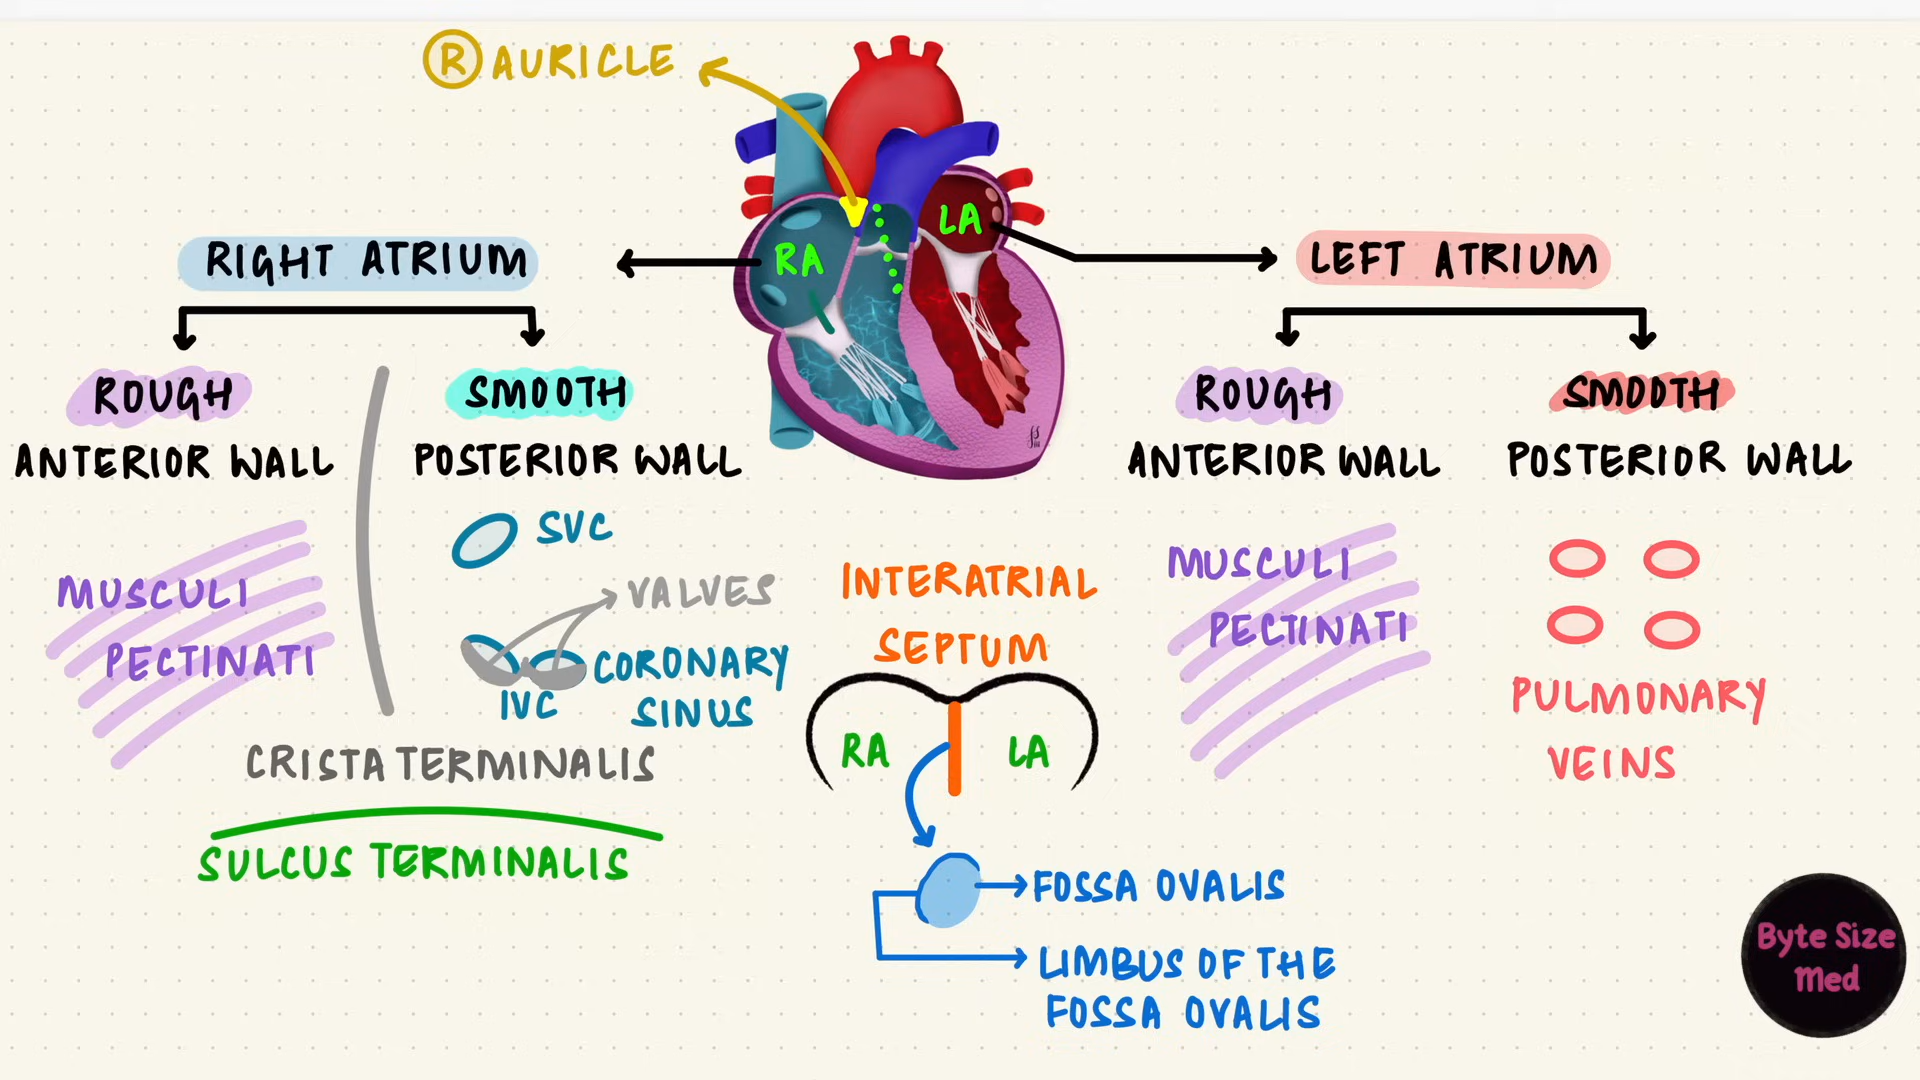 R AURICLE
RA
LA
RIGHT ATRIUM
ROUGH
ANTERIOR WALL
MUSCULI
PECTINATI
SMOOTH
POSTERIOR WALL
SVC
VALVES
CORONARY
SINUS
IVC
CRISTA TERMINALIS
SULCUS TERMINALIS
INTERATRIAL
SEPTUM
RA
LA
FOSSA OVALIS
LIMBUS OF THE
FOSSA OVALIS
LEFT ATRIUM
ROUGH
ANTERIOR WALL
MUSCULI
PECTINATI
SMOOTH
POSTERIOR WALL
PULMONARY
VEINS
Byte Size
Med